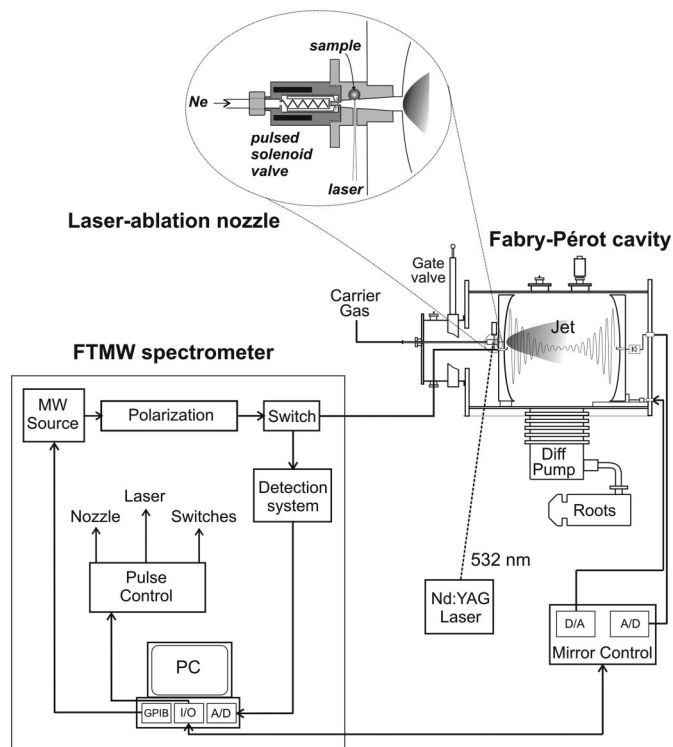 sample
Ne
pulsed
solenoid
valve
laser
Laser-ablation nozzle
Fabry-Pérot cavity
Gate
valve
Carrier
Gas
Jet
FTMW spectrometer
MW
Source
Polarization
Switch
Diff
Pump
Detection
system
Laser
Nozzle
Switches
Roots
532 nm
Pulse
Control
Nd:YAG
Laser
D/A
A/D
Mirror Control
PC
GPIB
I/O
A/D